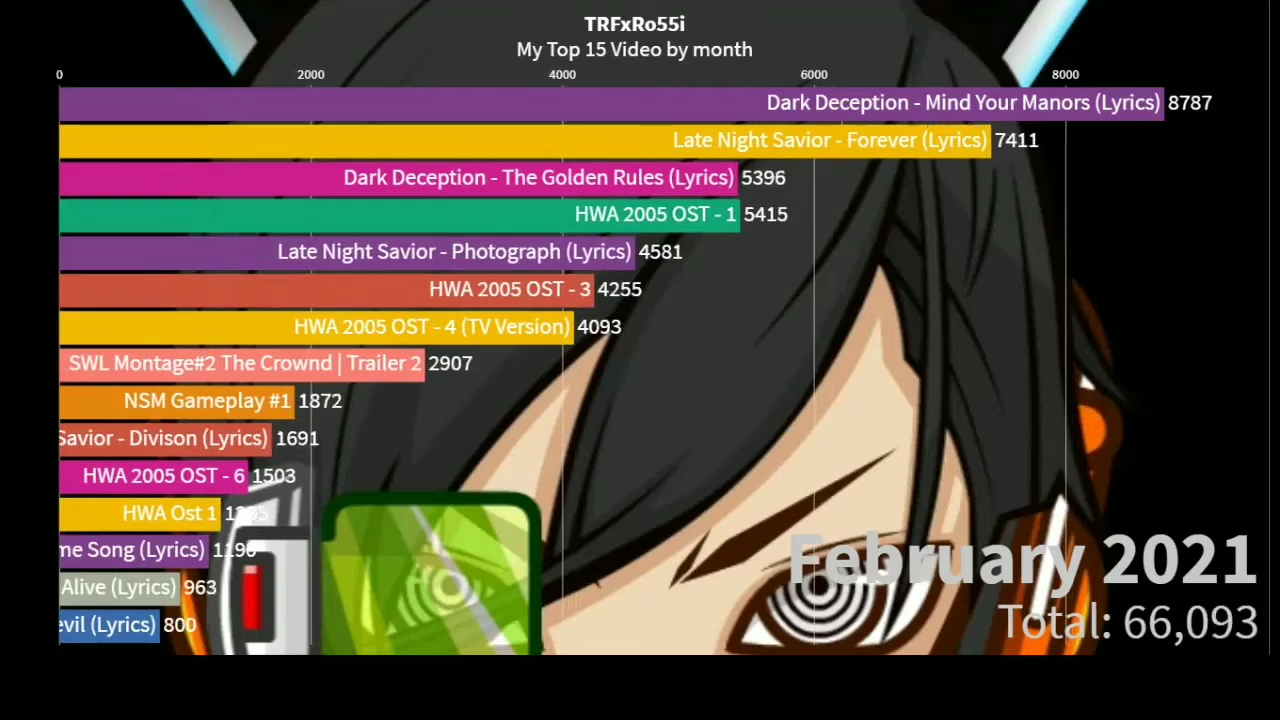 TRFxRo55i
My Top 15 Video by month
0 2000 4000 6000 8000
Dark Deception - Mind Your Manors (Lyrics) 8787
Late Night Savior - Forever (Lyrics) 7411
Dark Deception - The Golden Rules (Lyrics) 5396
HWA 2005 OST - 1 5415
Late Night Savior - Photograph (Lyrics) 4581
HWA 2005 OST - 3 4255
HWA 2005 OST - 4 (TV Version) 4093
SWL Montage#2 The Crownd | Trailer 2 2907
NSM Gameplay #1 1872
Savior - Divison (Lyrics) 1691
HWA 2005 OST - 6 1503
HWA Ost 1
Song (Lyrics)
Alive (Lyrics) 963
(Lyrics) 800
February 2021
Total: 66,093